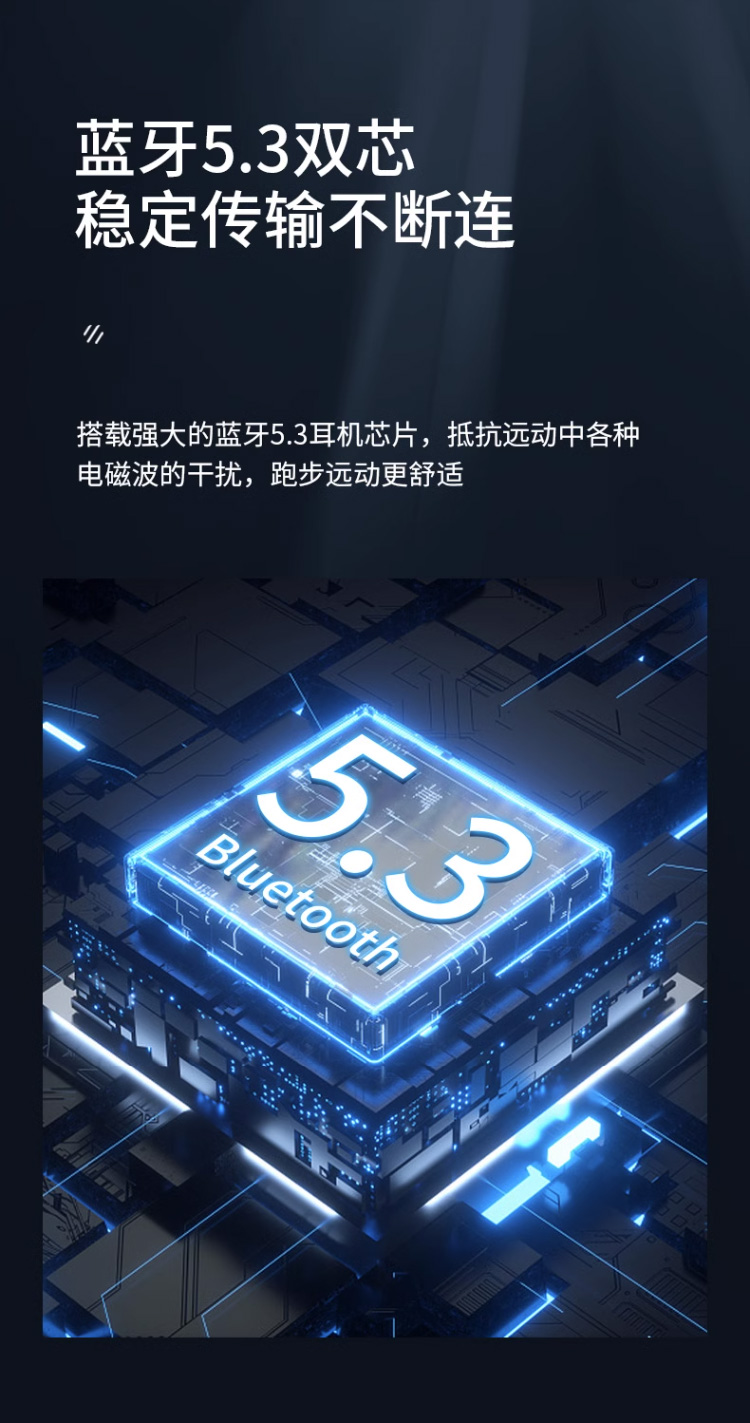 蓝牙5.3双芯
稳定传输不断连
搭载强大的蓝牙5.3耳机芯片，抵抗远动中各种
电磁波的干扰，跑步远动更舒适
5.3
Bluetooth